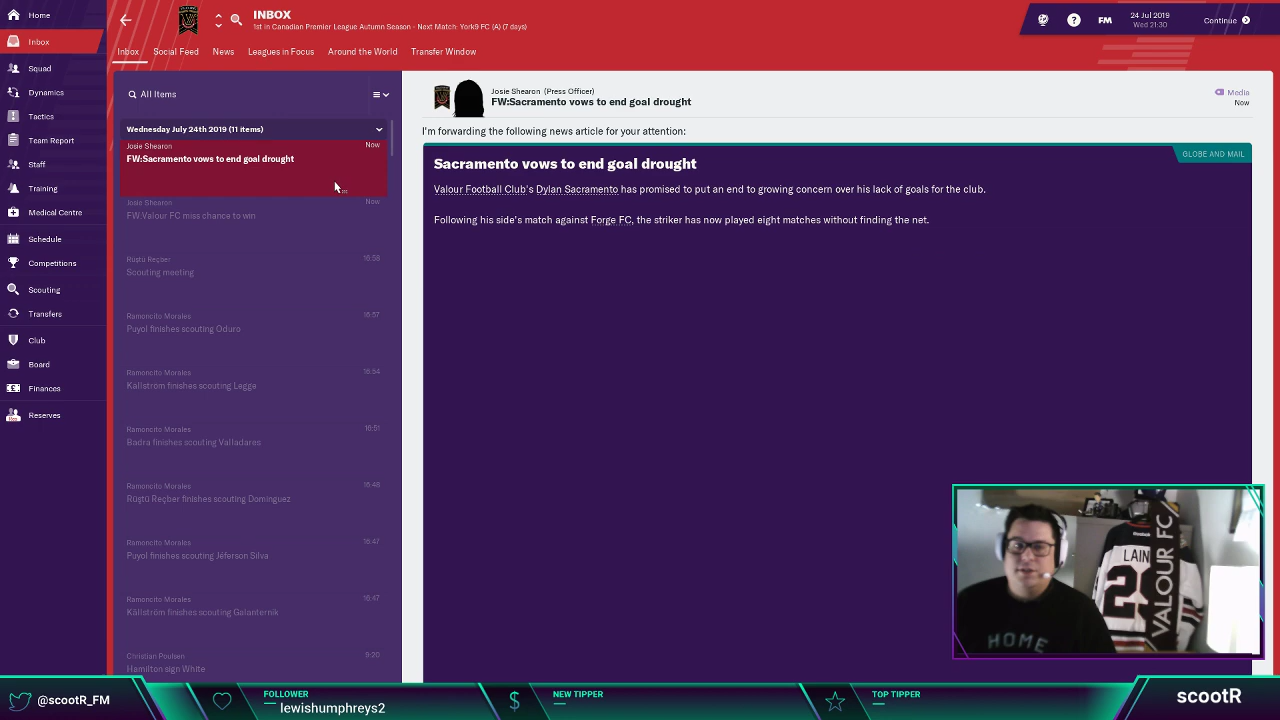 Home
Inbox
Squad
Dynamics
Tactics
Team Report
Staff
Training
Medical Centre
Schedule
Competitions
Scouting
Transfers
Club
Board
Finances
Reserves
INBOX
1st in Canadian Premier League Autumn Season - Next Match: York9 FC (A) (7 days)
FM
24 Jul 2019
Wed 21:30
Continue
Inbox
Social Feed
News
Leagues in Focus
Around the World
Transfer Window
All Items
Wednesday July 24th 2019 (11 items)
Josie Shearon
Now
FW:Sacramento vows to end goal drought
Josie Shearon
Now
FW:Valour FC miss chance to win
Rüştü Reçber
16:58
Scouting meeting
Ramoncito Morales
16:57
Puyol finishes scouting Oduro
Ramoncito Morales
16:54
Källström finishes scouting Legge
Ramoncito Morales
16:51
Badra finishes scouting Valladares
Ramoncito Morales
16:48
Rüştü Reçber finishes scouting Dominguez
Ramoncito Morales
16:47
Puyol finishes scouting Jéferson Silva
Ramoncito Morales
16:47
Källström finishes scouting Galanternik
Christian Poulsen
9:20
Hamilton sign White
Josie Shearon (Press Officer)
FW:Sacramento vows to end goal drought
Media
Now
I'm forwarding the following news article for your attention:
GLOBE AND MAIL
Sacramento vows to end goal drought
Valour Football Club's Dylan Sacramento has promised to put an end to growing concern over his lack of goals for the club.
Following his side's match against Forge FC, the striker has now played eight matches without finding the net.
LAIN
2
VALOUR FC
HOME
@scootR_FM
FOLLOWER
lewishumphreys2
NEW TIPPER
TOP TIPPER
scootR